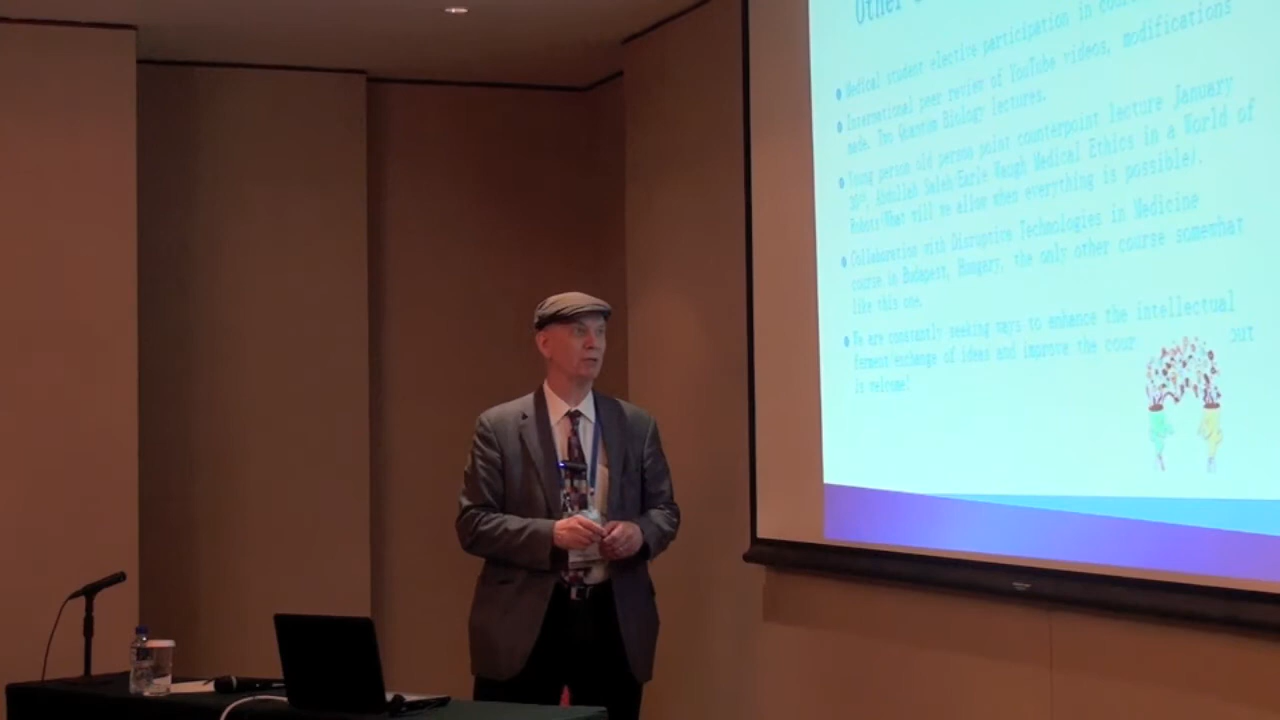 Other
Medical student elective participation in
International peer review of YouTube videos, modifications
made. Two Quantum Biology lectures.
Young person old person point counterpoint lecture January
Abdullah Saleh/Earle Waugh Medical Ethics in a World of
Robots/What will we allow when everything is possible/.
Collaboration with Disruptive Technologies in Medicine
course in Budapest, Hungary, the only other course somewhat
like this one.
We are constantly seeking ways to enhance the intellectual
ferment/exchange of ideas and improve the cour
is welcome!